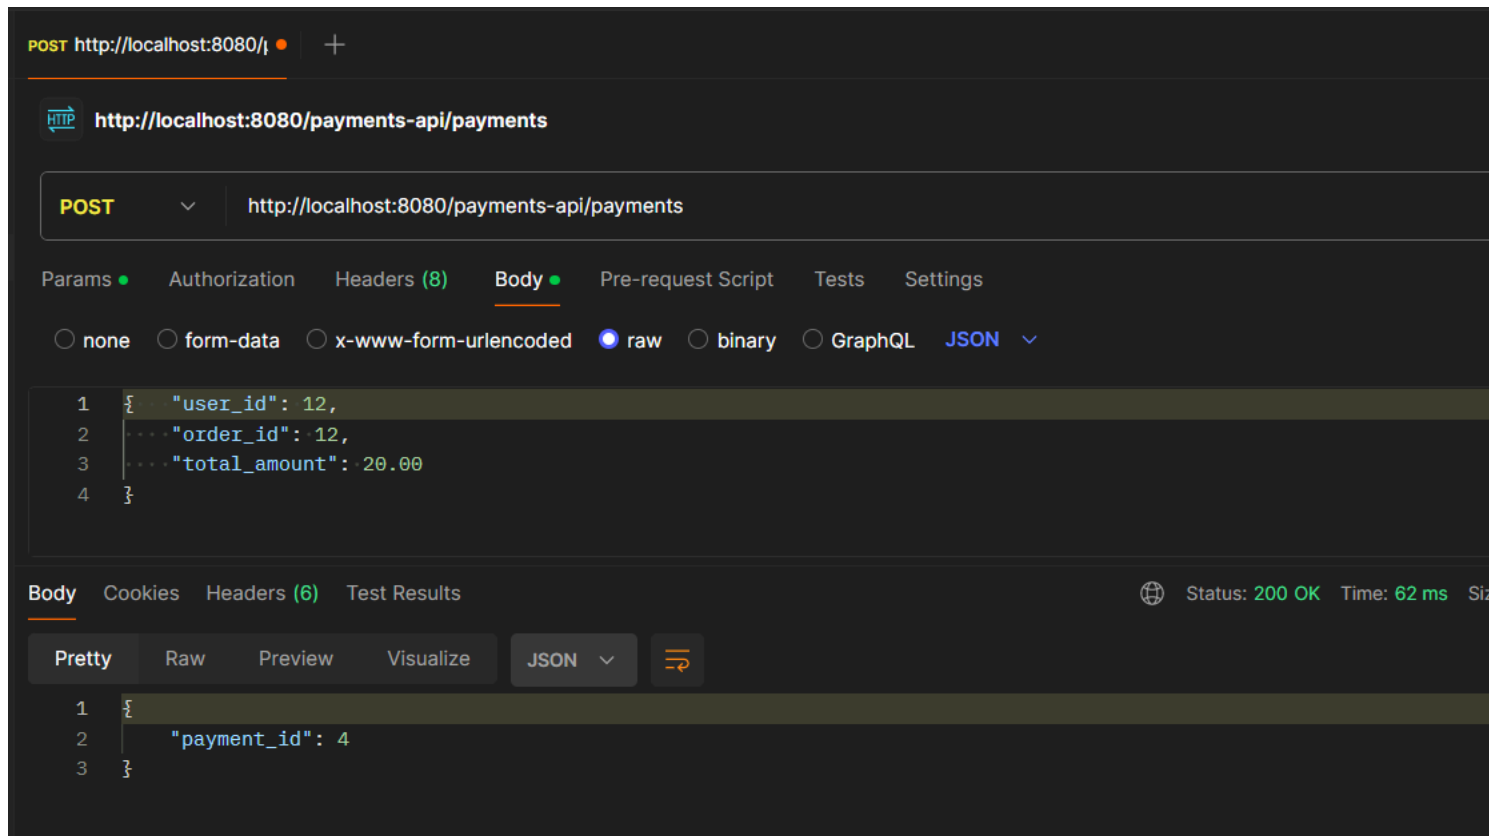 POST http://localhost:8080/p
HTTP http://localhost:8080/payments-api/payments
POST http://localhost:8080/payments-api/payments
Params Authorization Headers (8) Body Pre-request Script Tests Settings
none form-data x-www-form-urlencoded raw binary GraphQL JSON
1 { "user_id": 12,
2 "order_id": 12,
3 "total_amount": 20.00
4 }
Body Cookies Headers (6) Test Results Status: 200 OK Time: 62 ms
Pretty Raw Preview Visualize JSON
1 {
2 "payment_id": 4
3 }